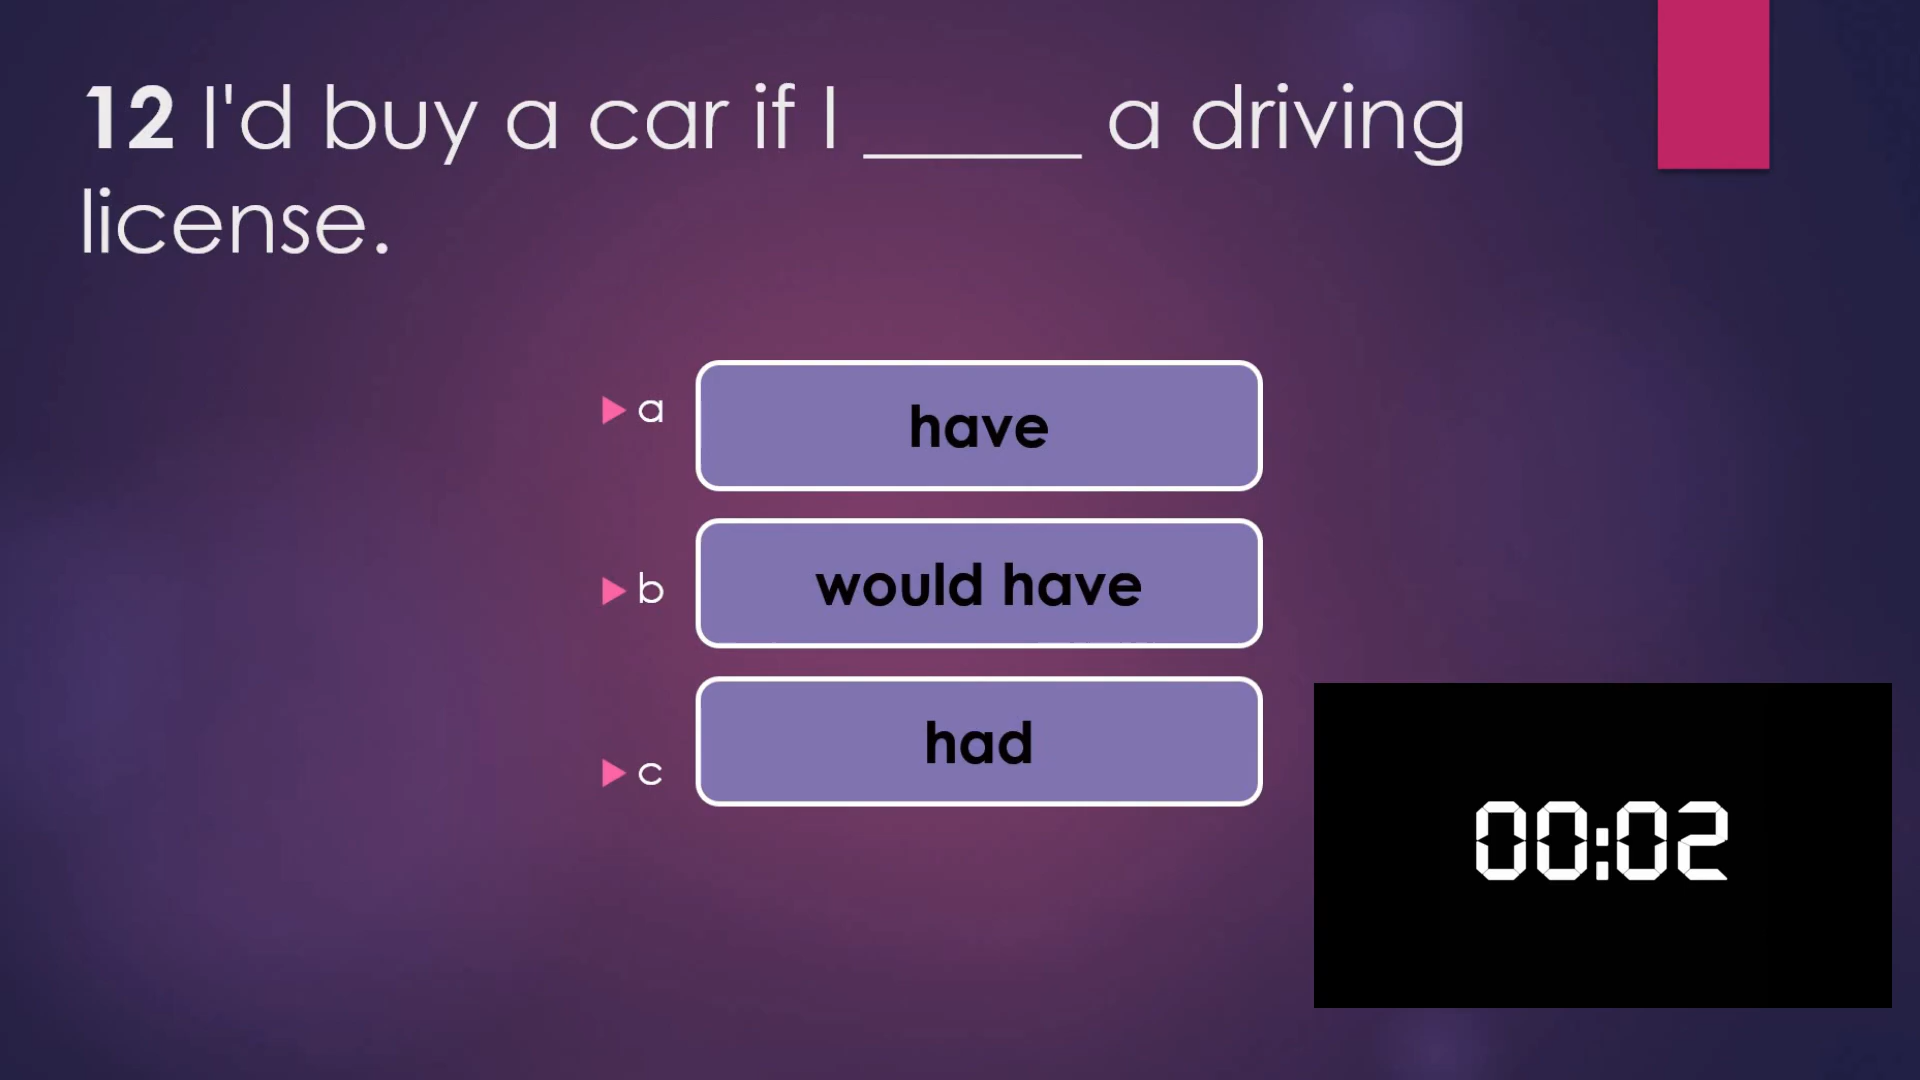 12 I'd buy a car if I _____ a driving
license.
a have
b would have
c had
00:02